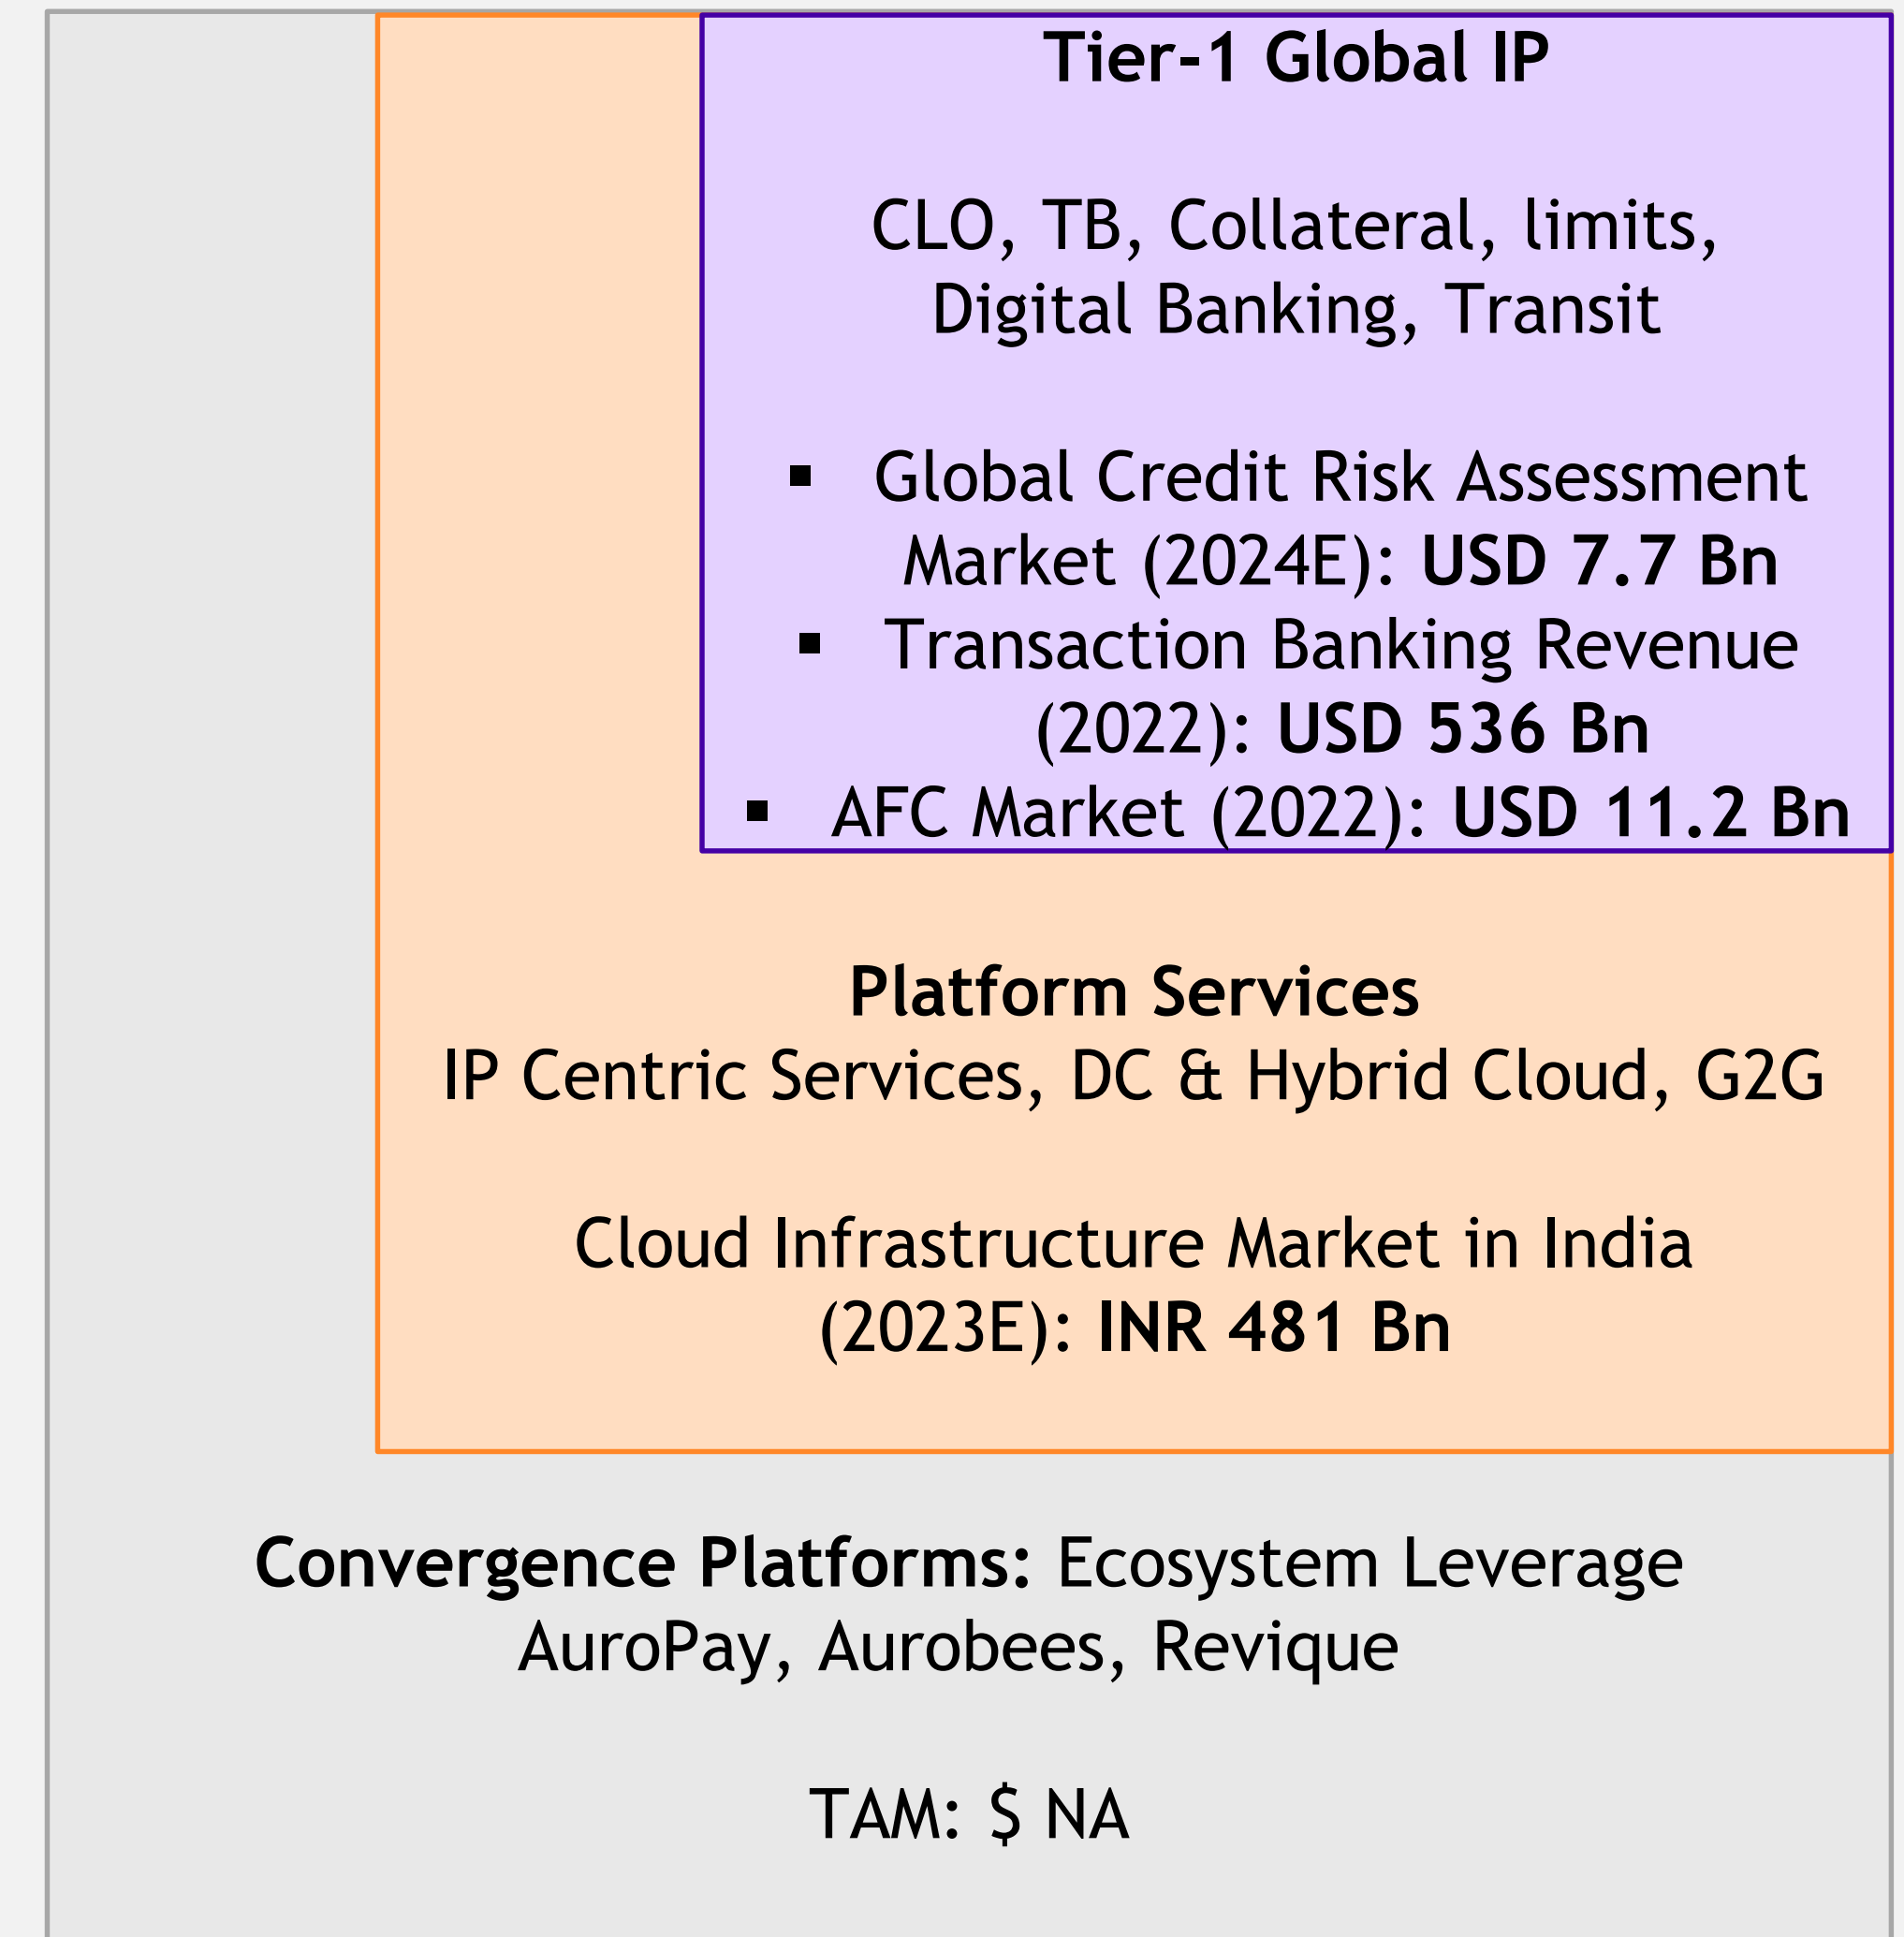 Tier-1 Global IP
CLO, TB, Collateral, limits,
Digital Banking, Transit
▪ Global Credit Risk Assessment
Market (2024E): USD 7.7 Bn
▪ Transaction Banking Revenue
(2022): USD 536 Bn
▪ AFC Market (2022): USD 11.2 Bn
Platform Services
IP Centric Services, DC & Hybrid Cloud, G2G
Cloud Infrastructure Market in India
(2023E): INR 481 Bn
Convergence Platforms: Ecosystem Leverage
AuroPay, Aurobees, Revique
TAM: $ NA